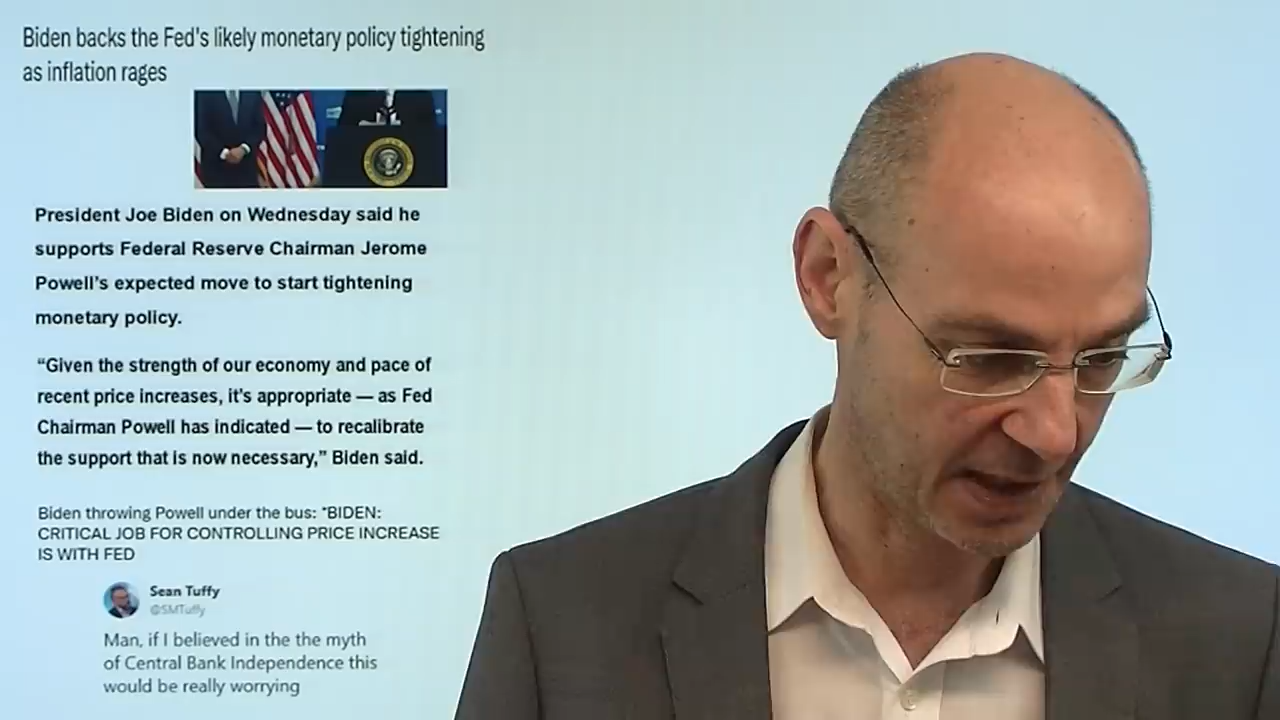 Biden backs the Fed's likely monetary policy tightening
as inflation rages
President Joe Biden on Wednesday said he
supports Federal Reserve Chairman Jerome
Powell's expected move to start tightening
monetary policy.
“Given the strength of our economy and pace of
recent price increases, it's appropriate — as Fed
Chairman Powell has indicated — to recalibrate
the support that is now necessary,” Biden said.
Biden throwing Powell under the bus: *BIDEN:
CRITICAL JOB FOR CONTROLLING PRICE INCREASE
IS WITH FED
Sean Tuffy
@SMTuffy
Man, if I believed in the the myth
of Central Bank Independence this
would be really worrying